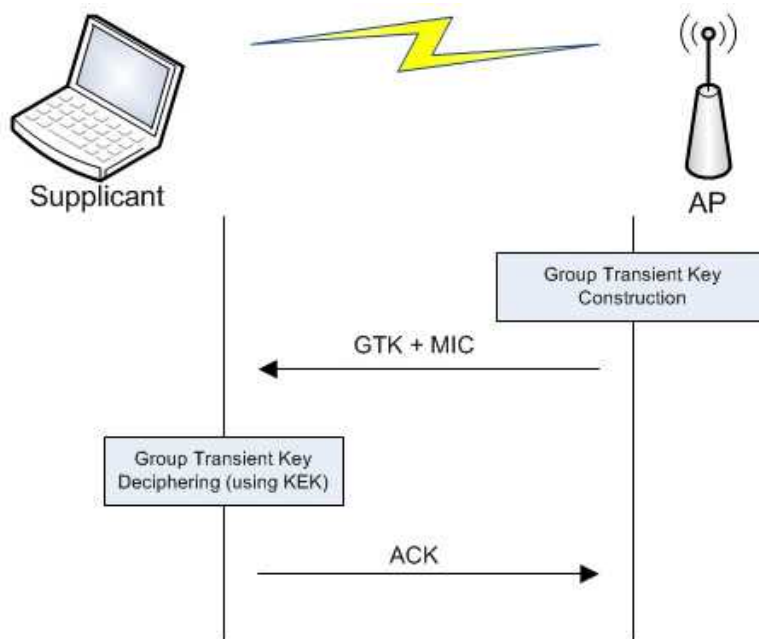 Supplicant
AP
Group Transient Key
Construction
GTK + MIC
Group Transient Key
Deciphering (using KEK)
ACK